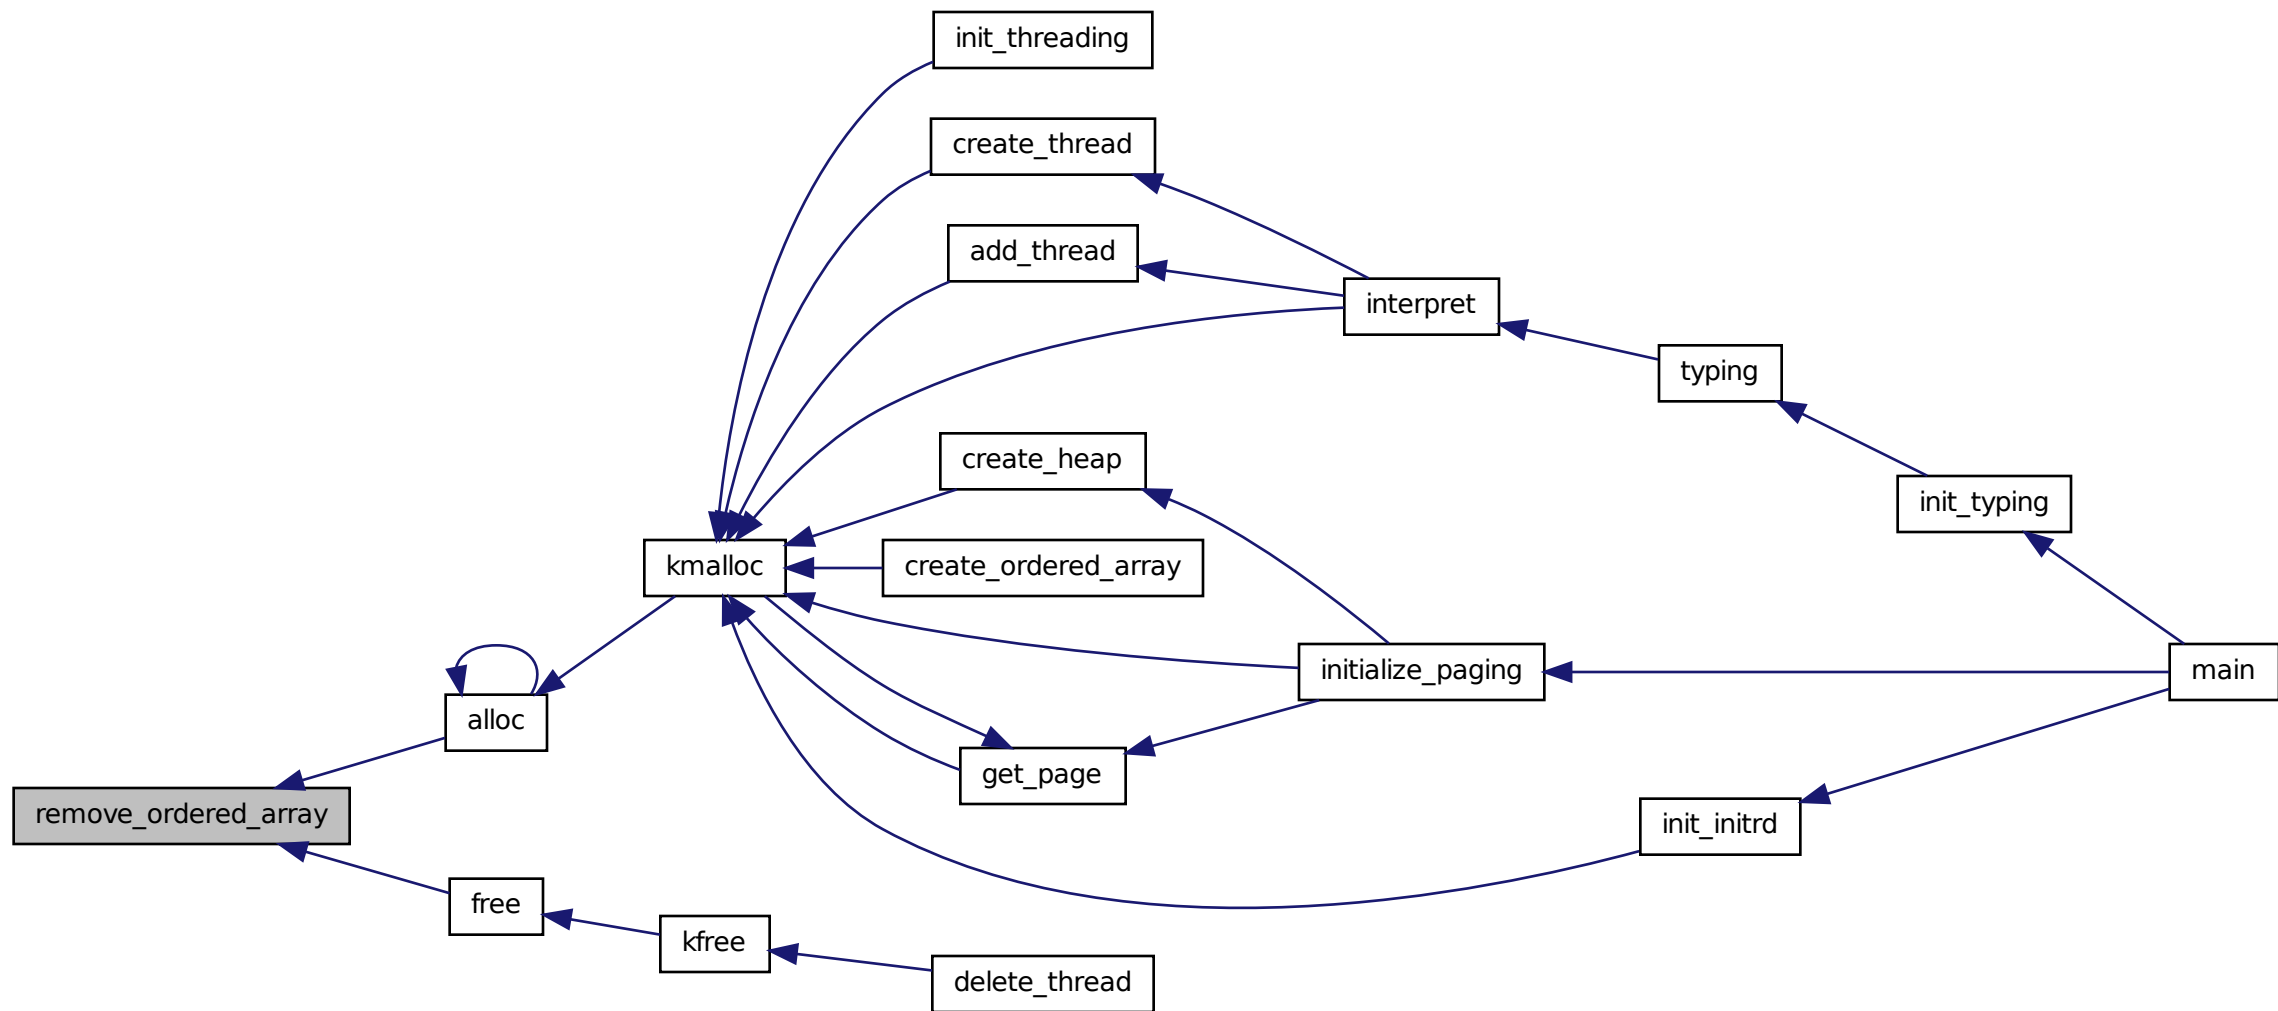 init_threading
create_thread
add_thread
interpret
typing
create_heap
init_typing
kmalloc
create_ordered_array
initialize_paging
main
alloc
get_page
remove_ordered_array
init_initrd
free
kfree
delete_thread